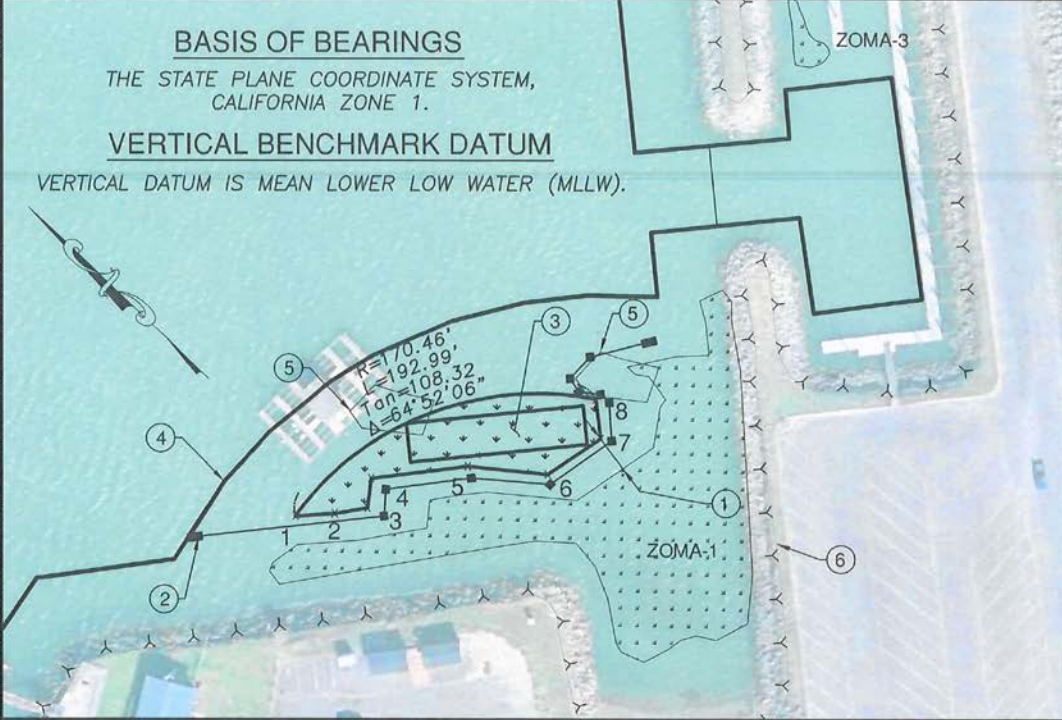 BASIS OF BEARINGS
THE STATE PLANE COORDINATE SYSTEM,
CALIFORNIA ZONE 1.
VERTICAL BENCHMARK DATUM
VERTICAL DATUM IS MEAN LOWER LOW WATER (MLLW).
ZOMA-3
R=170.46'
L=192.99'
Tan=108.32
Δ=64°52'06"
3
5
5
4
8
7
6
5
4
3
2
1
1
2
ZOMA-1
6